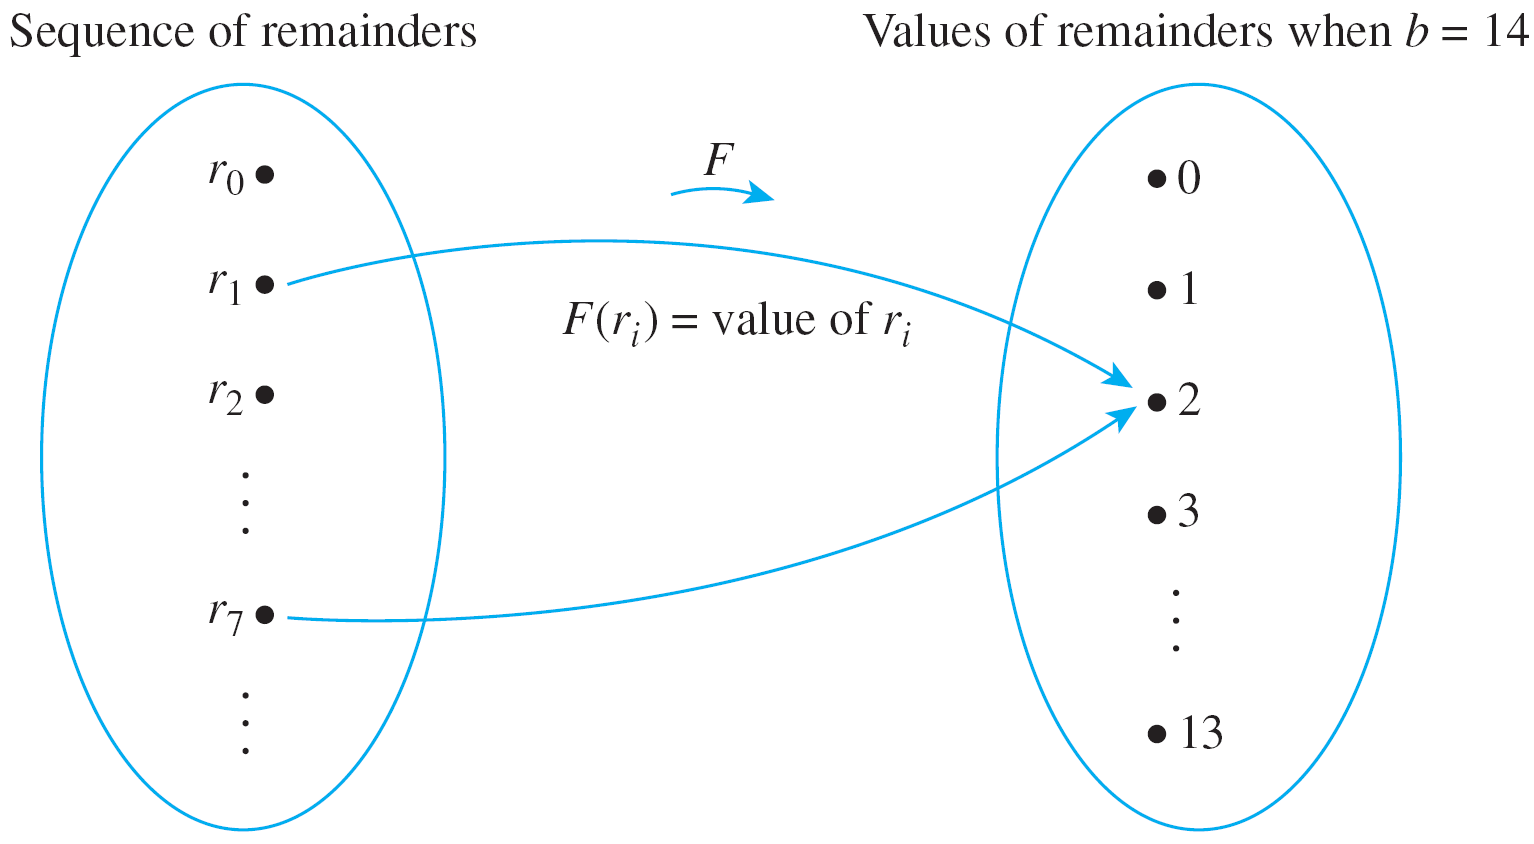 Sequence of remainders
Values of remainders when b = 14
F
F(rᵢ) = value of rᵢ
r₀
r₁
r₂
⋮
r₇
⋮
0
1
2
3
⋮
13